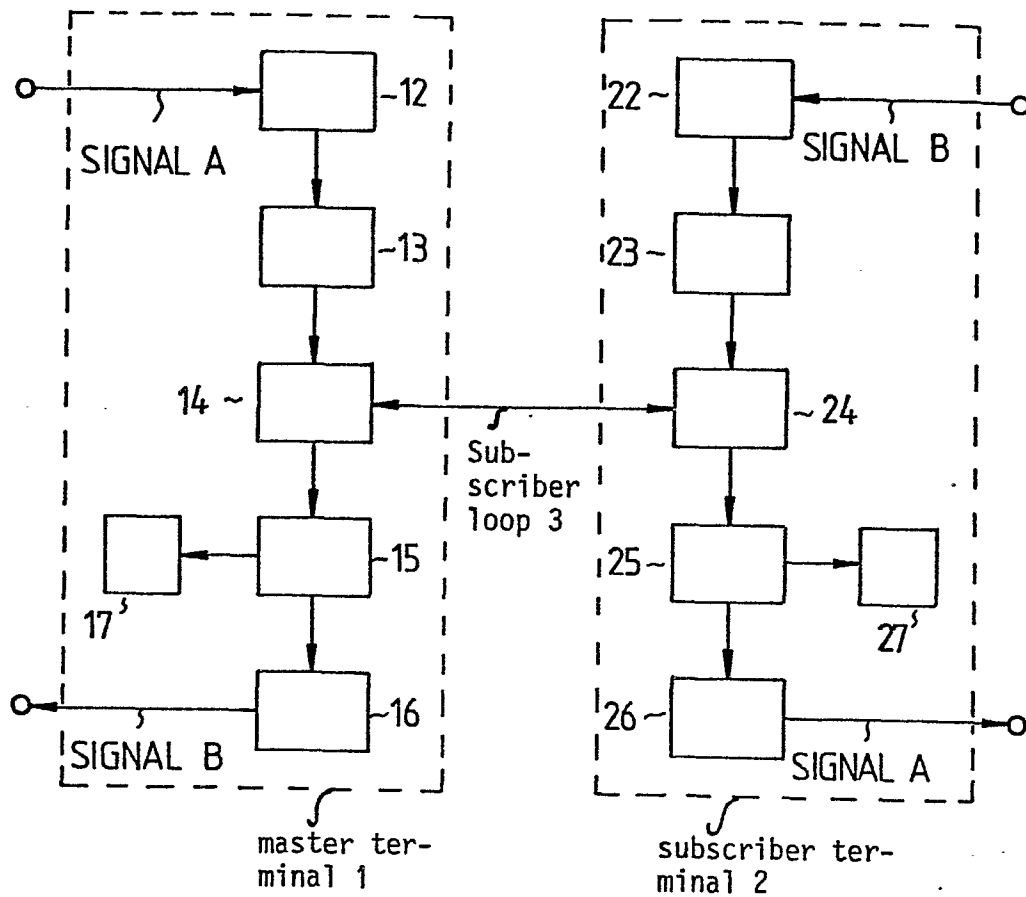 12
22
SIGNAL A
SIGNAL B
13
23
14
24
Sub-
scriber
loop 3
15
25
17
27
16
26
SIGNAL B
SIGNAL A
master ter-
minal 1
subscriber ter-
minal 2